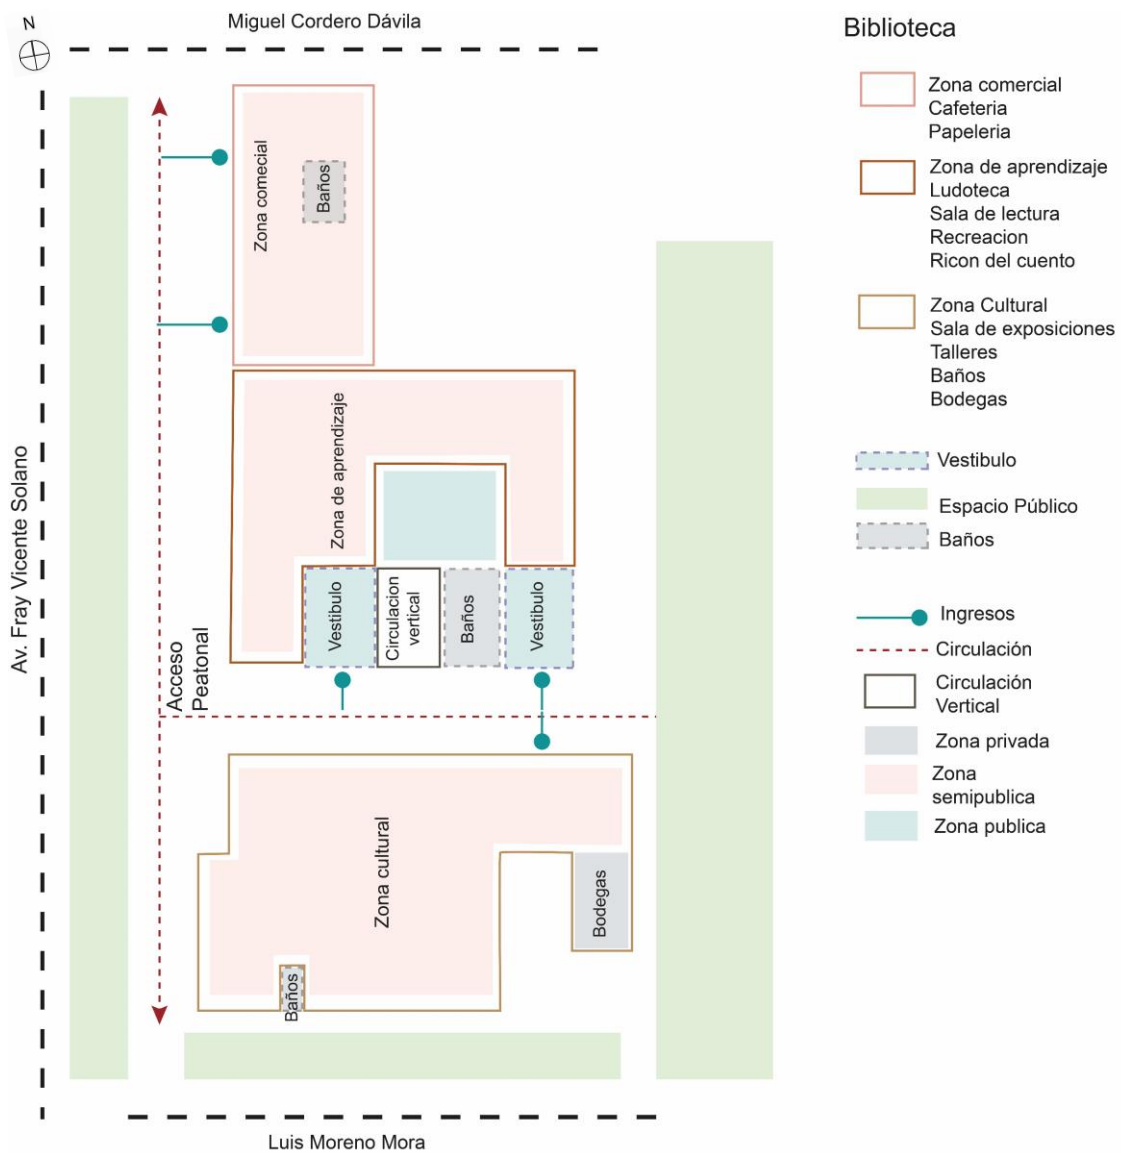 N
Miguel Cordero Dávila
Av. Fray Vicente Solano
Zona comecial
Baños
Zona de aprendizaje
Vestibulo
Circulacion
vertical
Baños
Vestibulo
Acceso
Peatonal
Zona cultural
Bodegas
Baños
Luis Moreno Mora
Biblioteca
Zona comercial
Cafeteria
Papeleria
Zona de aprendizaje
Ludoteca
Sala de lectura
Recreacion
Ricon del cuento
Zona Cultural
Sala de exposiciones
Talleres
Baños
Bodegas
Vestibulo
Espacio Público
Baños
Ingresos
Circulación
Circulación
Vertical
Zona privada
Zona
semipublica
Zona publica